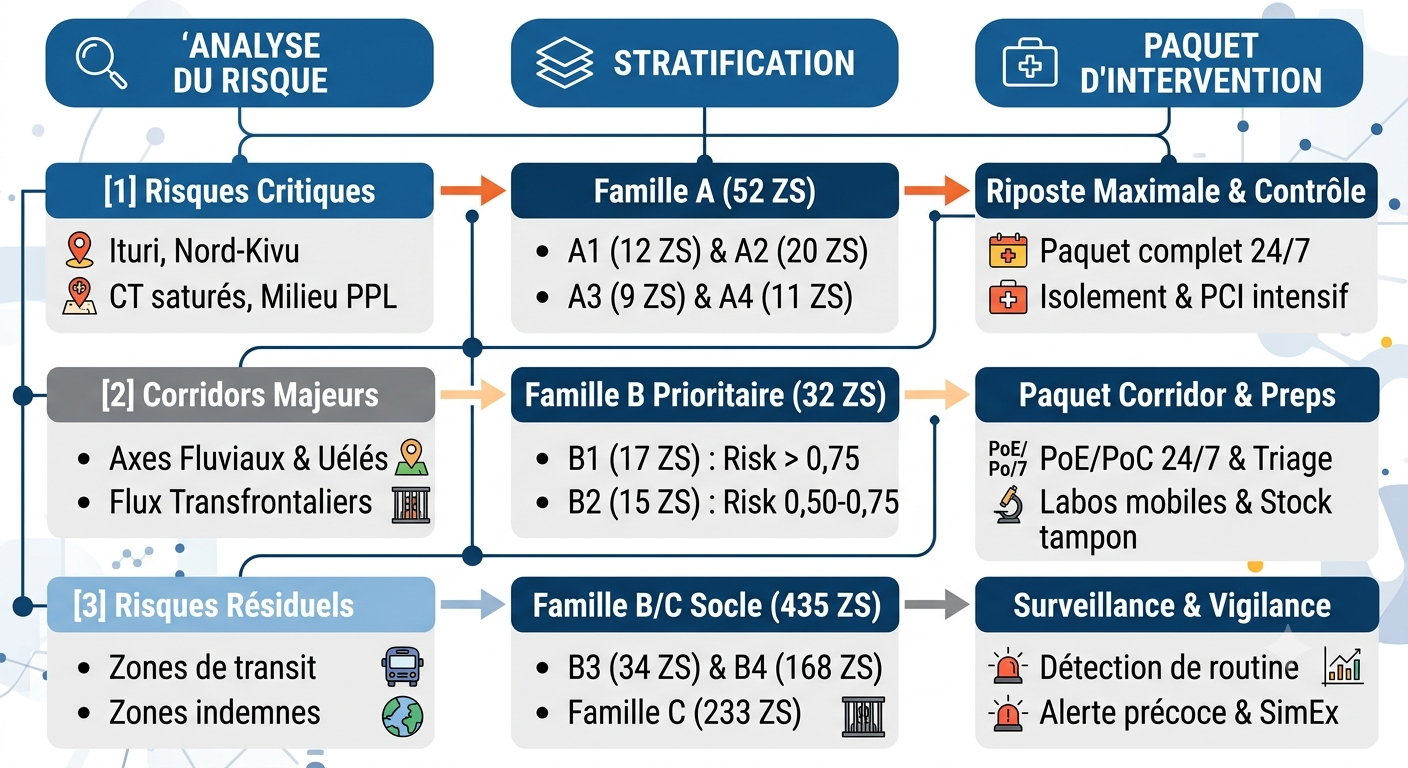 ‘ANALYSE
DU RISQUE
STRATIFICATION
PAQUET
D'INTERVENTION
[1] Risques Critiques
Famille A (52 ZS)
Riposte Maximale & Contrôle
Ituri, Nord-Kivu
CT saturés, Milieu PPL
• A1 (12 ZS) & A2 (20 ZS)
• A3 (9 ZS) & A4 (11 ZS)
Paquet complet 24/7
Isolement & PCI intensif
[2] Corridors Majeurs
Famille B Prioritaire (32 ZS)
Paquet Corridor & Preps
• Axes Fluviaux & Uélés
• Flux Transfrontaliers
• B1 (17 ZS) : Risk > 0,75
• B2 (15 ZS) : Risk 0,50-0,75
PoE/
Po/7
PoE/PoC 24/7 & Triage
Labos mobiles & Stock
tampon
[3] Risques Résiduels
Famille B/C Socle (435 ZS)
Surveillance & Vigilance
• Zones de transit
• Zones indemnes
• B3 (34 ZS) & B4 (168 ZS)
• Famille C (233 ZS)
Détection de routine
Alerte précoce & SimEx